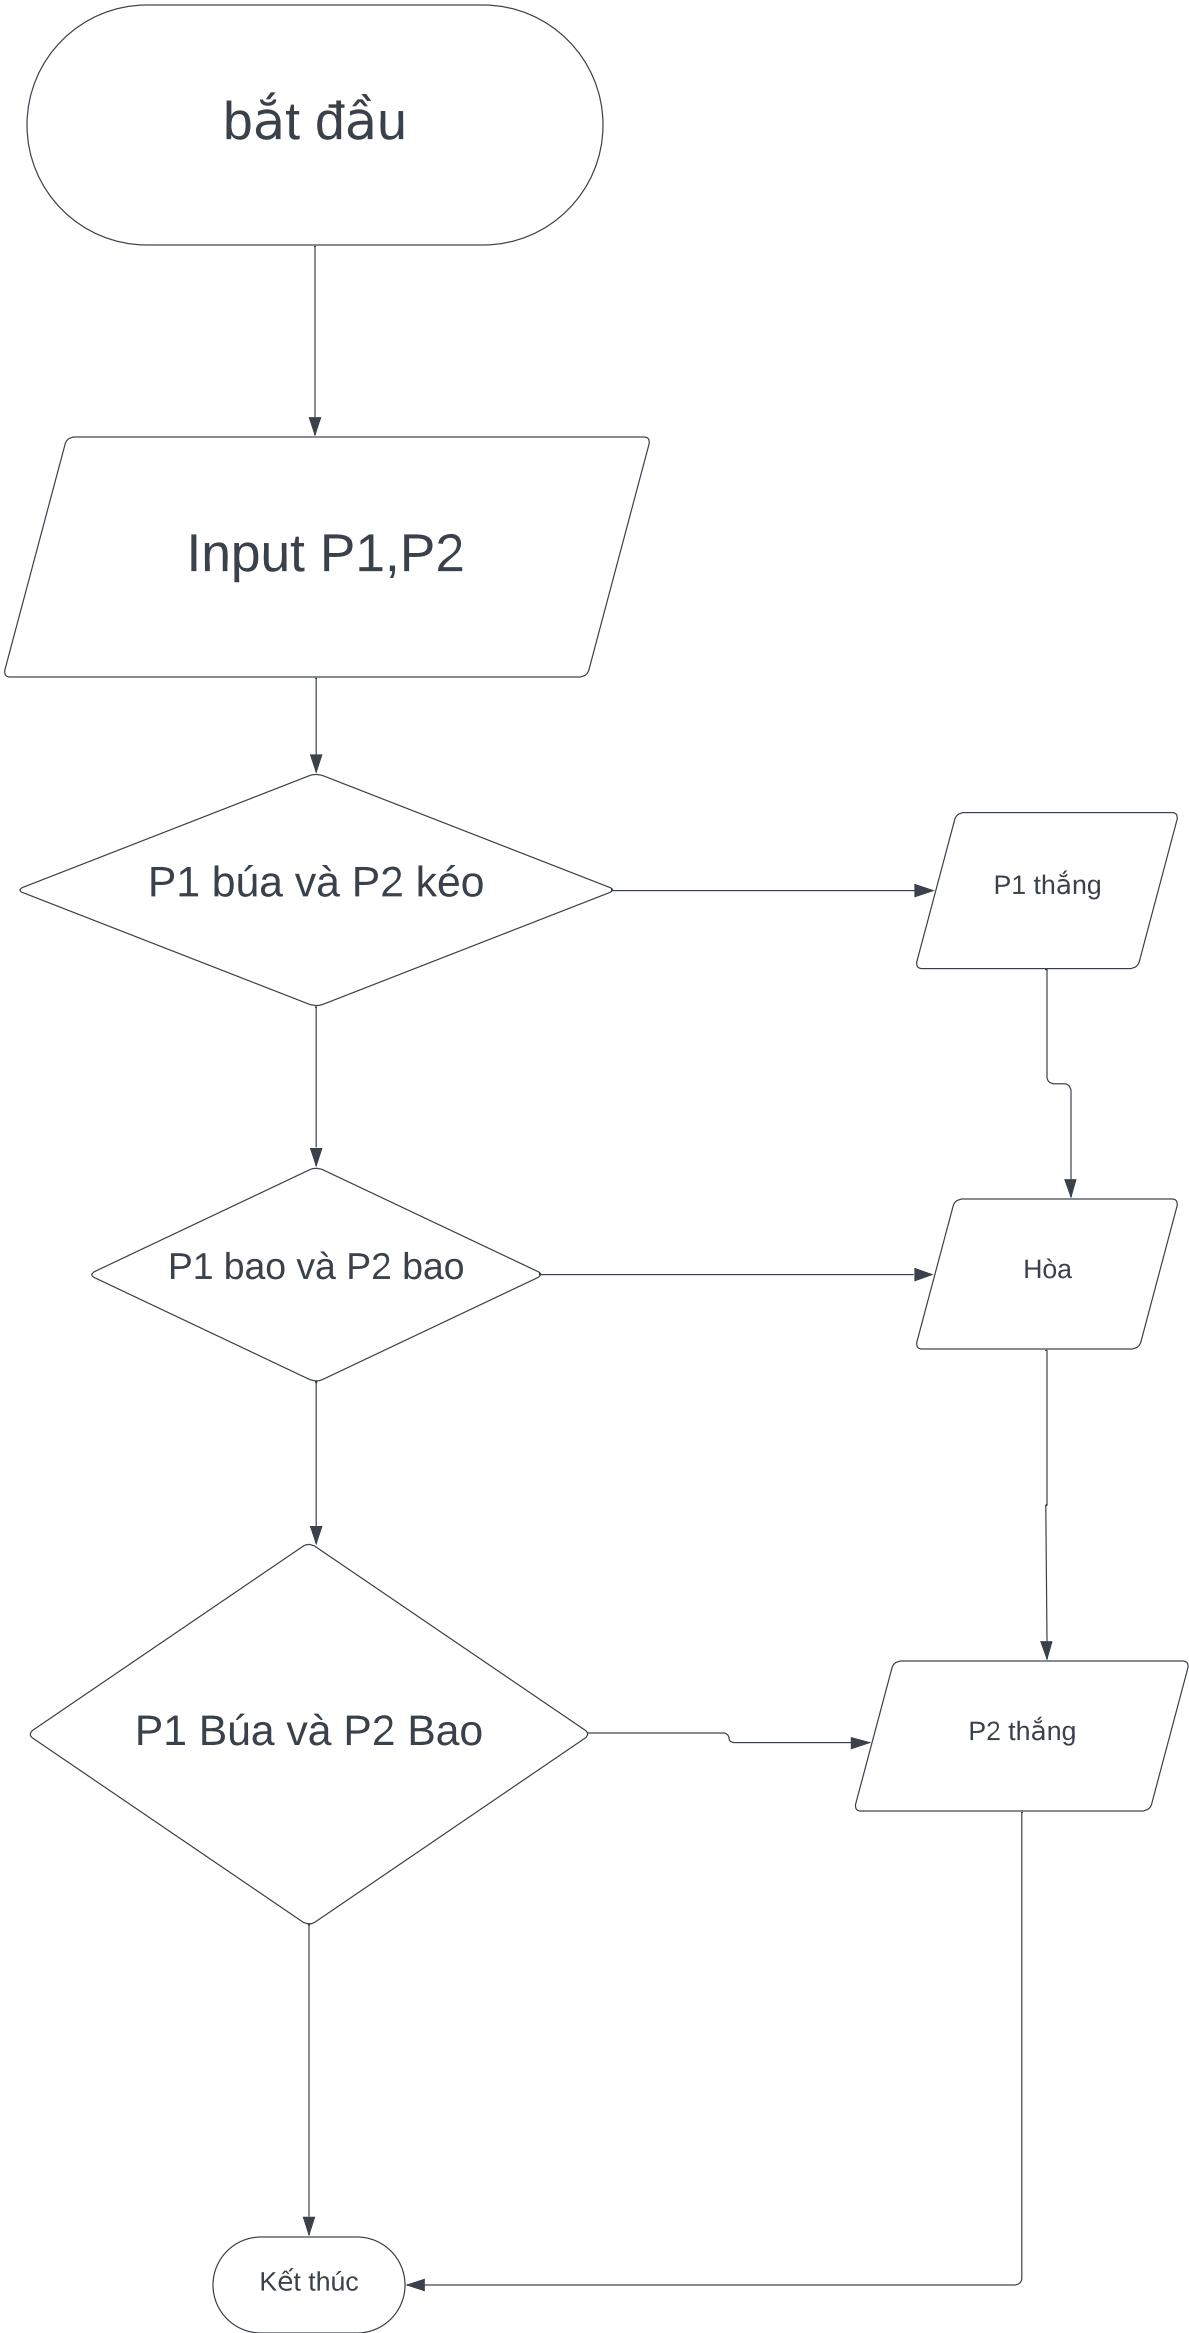 bắt đầu
Input P1,P2
P1 búa và P2 kéo
P1 thắng
P1 bao và P2 bao
Hòa
P1 Búa và P2 Bao
P2 thắng
Kết thúc